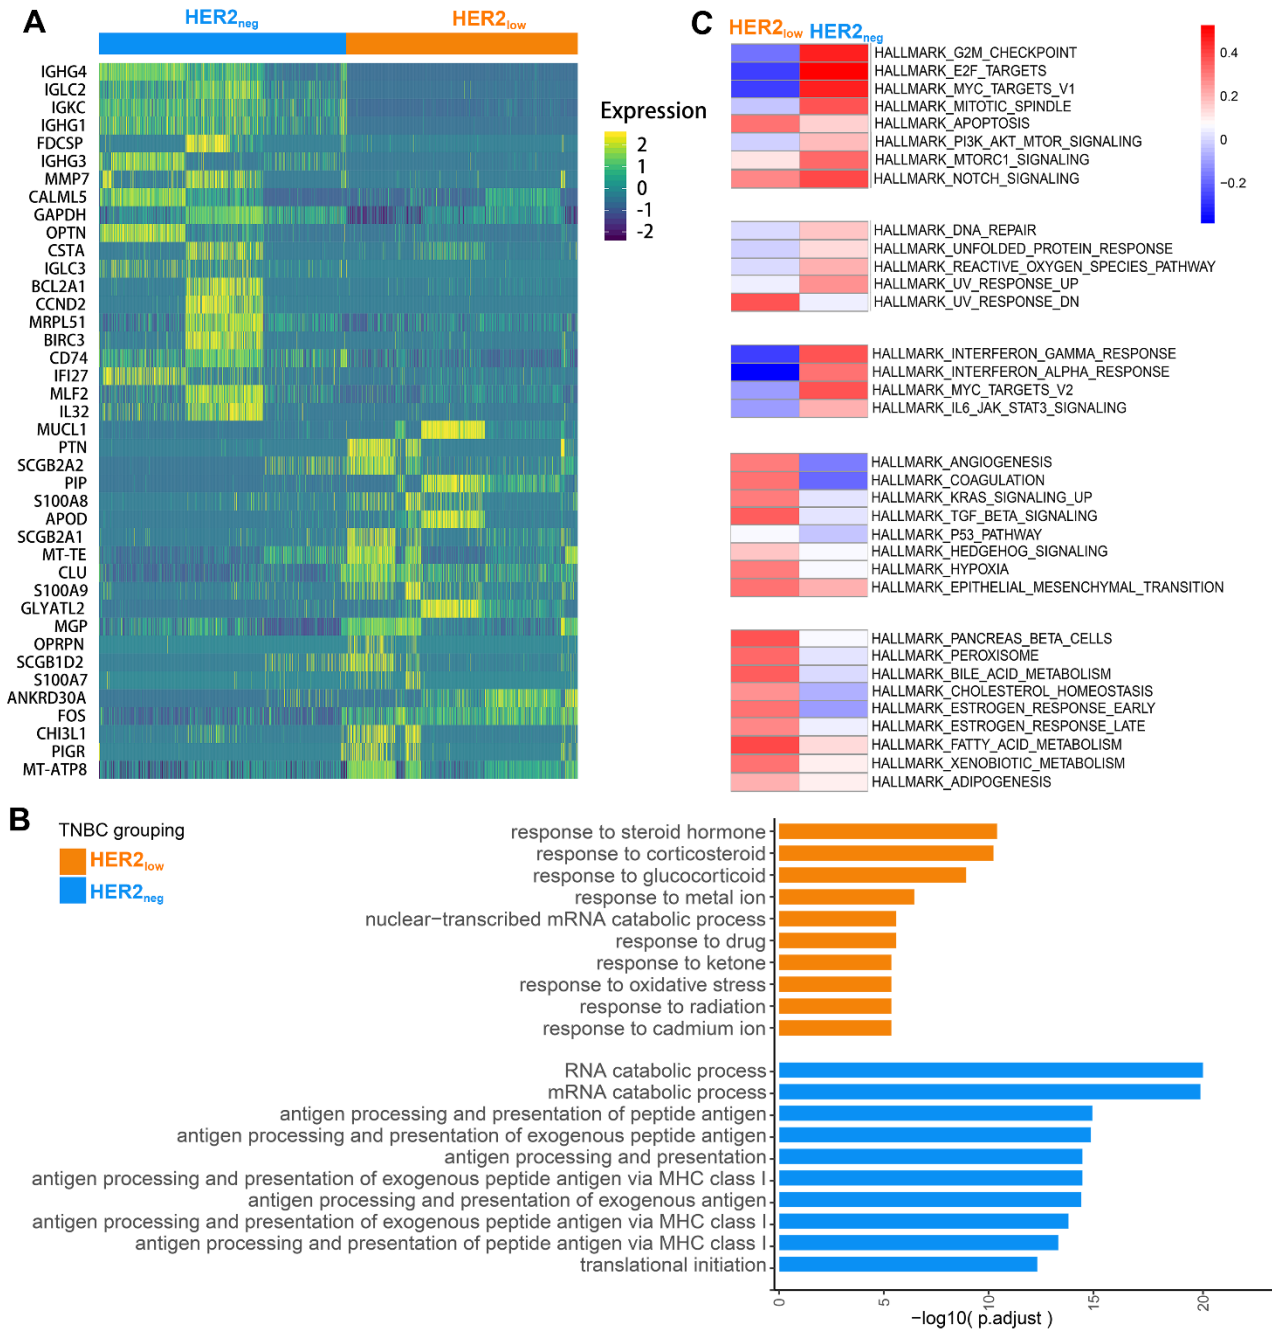 A
HER2neg
HER2low
IGHG4
IGLC2
IGKC
IGHG1
FDCSP
IGHG3
MMP7
CALML5
GAPDH
OPTN
CSTA
IGLC3
BCL2A1
CCND2
MRPL51
BIRC3
CD74
IFI27
MLF2
IL32
MUCL1
PTN
SCGB2A2
PIP
S100A8
APOD
SCGB2A1
MT-TE
CLU
S100A9
GLYATL2
MGP
OPRPN
SCGB1D2
S100A7
ANKRD30A
FOS
CHI3L1
PIGR
MT-ATP8
Expression
2
1
0
-1
-2
C
HER2low HER2neg
HALLMARK_G2M_CHECKPOINT
HALLMARK_E2F_TARGETS
HALLMARK_MYC_TARGETS_V1
HALLMARK_MITOTIC_SPINDLE
HALLMARK_APOPTOSIS
HALLMARK_PI3K_AKT_MTOR_SIGNALING
HALLMARK_MTORC1_SIGNALING
HALLMARK_NOTCH_SIGNALING
HALLMARK_DNA_REPAIR
HALLMARK_UNFOLDED_PROTEIN_RESPONSE
HALLMARK_REACTIVE_OXYGEN_SPECIES_PATHWAY
HALLMARK_UV_RESPONSE_UP
HALLMARK_UV_RESPONSE_DN
HALLMARK_INTERFERON_GAMMA_RESPONSE
HALLMARK_INTERFERON_ALPHA_RESPONSE
HALLMARK_MYC_TARGETS_V2
HALLMARK_IL6_JAK_STAT3_SIGNALING
HALLMARK_ANGIOGENESIS
HALLMARK_COAGULATION
HALLMARK_KRAS_SIGNALING_UP
HALLMARK_TGF_BETA_SIGNALING
HALLMARK_P53_PATHWAY
HALLMARK_HEDGEHOG_SIGNALING
HALLMARK_HYPOXIA
HALLMARK_EPITHELIAL_MESENCHYMAL_TRANSITION
HALLMARK_PANCREAS_BETA_CELLS
HALLMARK_PEROXISOME
HALLMARK_BILE_ACID_METABOLISM
HALLMARK_CHOLESTEROL_HOMEOSTASIS
HALLMARK_ESTROGEN_RESPONSE_EARLY
HALLMARK_ESTROGEN_RESPONSE_LATE
HALLMARK_FATTY_ACID_METABOLISM
HALLMARK_XENOBIOTIC_METABOLISM
HALLMARK_ADIPOGENESIS
0.4
0.2
0
−0.2
B
TNBC grouping
HER2low
HER2neg
response to steroid hormone
response to corticosteroid
response to glucocorticoid
response to metal ion
nuclear−transcribed mRNA catabolic process
response to drug
response to ketone
response to oxidative stress
response to radiation
response to cadmium ion
RNA catabolic process
mRNA catabolic process
antigen processing and presentation of peptide antigen
antigen processing and presentation of exogenous peptide antigen
antigen processing and presentation
antigen processing and presentation of exogenous peptide antigen via MHC class I
antigen processing and presentation of exogenous antigen
antigen processing and presentation of exogenous peptide antigen via MHC class I
antigen processing and presentation of peptide antigen via MHC class I
translational initiation
0
5
10
15
20
−log10( p.adjust )